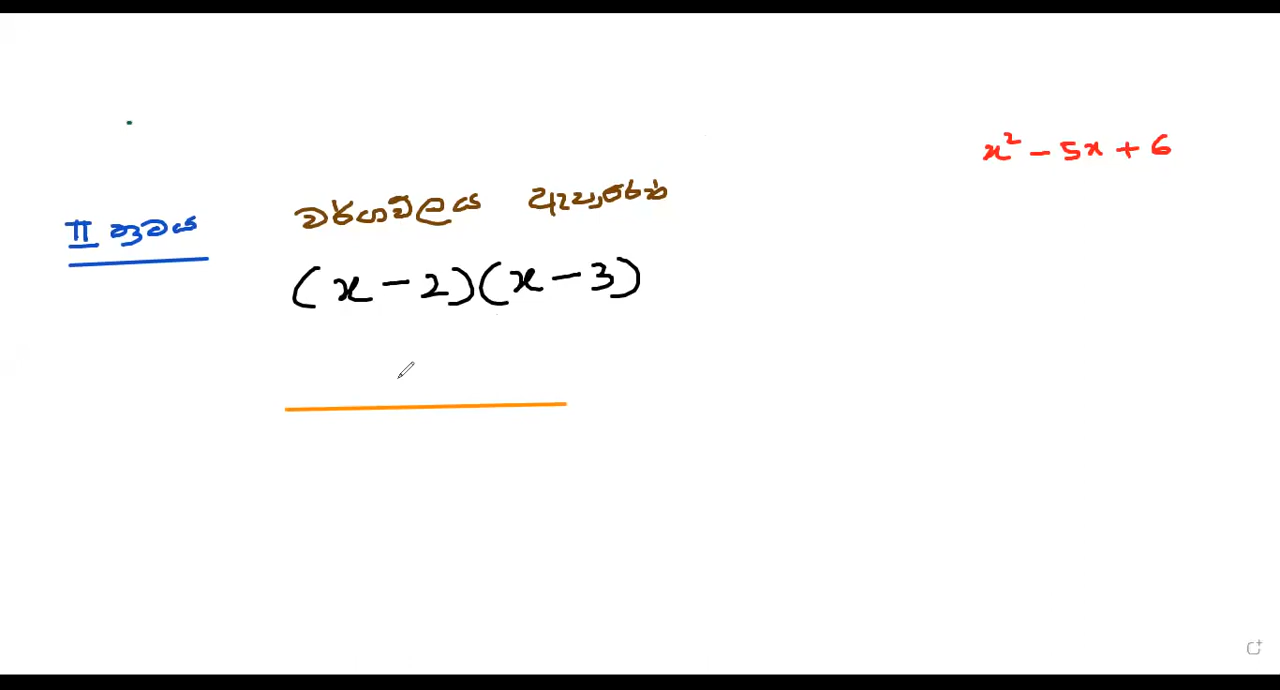 x² - 5x + 6
වර්ගඵලය ඇසුරෙන්
II ක්‍රමය
(x - 2)(x - 3)